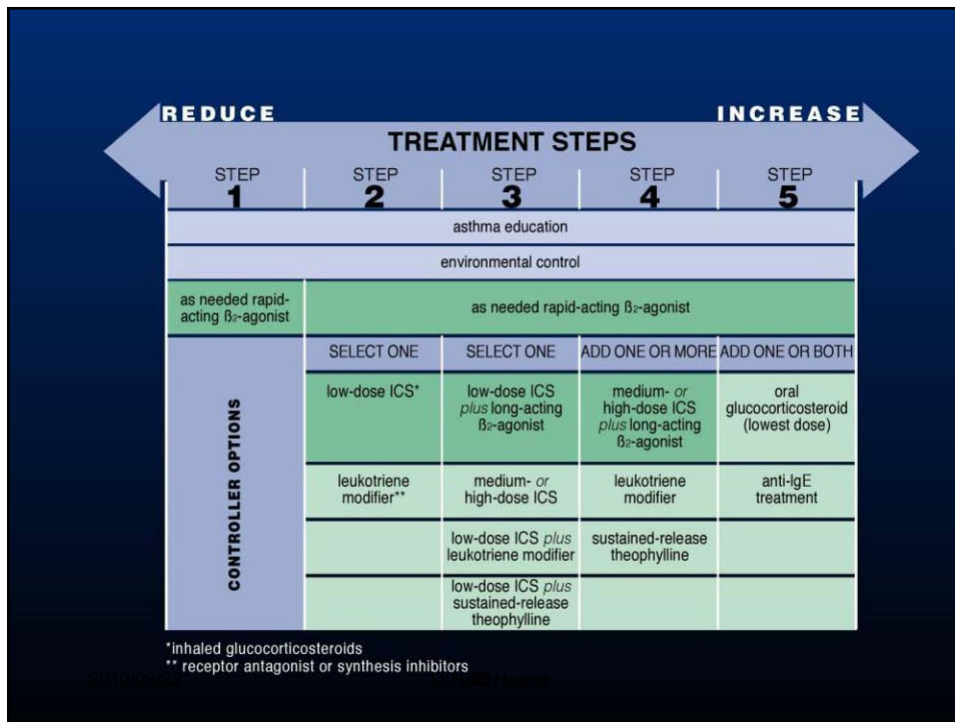 REDUCE INCREASE
TREATMENT STEPS
STEP STEP STEP STEP STEP
1 2 3 4 5
asthma education
environmental control
as needed rapid-
acting ß2-agonist
as needed rapid-acting ß2-agonist
CONTROLLER OPTIONS
SELECT ONE SELECT ONE ADD ONE OR MORE ADD ONE OR BOTH
low-dose ICS*
low-dose ICS
plus long-acting
ß2-agonist
medium- or
high-dose ICS
plus long-acting
ß2-agonist
oral
glucocorticosteroid
(lowest dose)
leukotriene
modifier**
medium- or
high-dose ICS
leukotriene
modifier
anti-IgE
treatment
low-dose ICS plus
leukotriene modifier
sustained-release
theophylline
low-dose ICS plus
sustained-release
theophylline
*inhaled glucocorticosteroids
** receptor antagonist or synthesis inhibitors
Huang